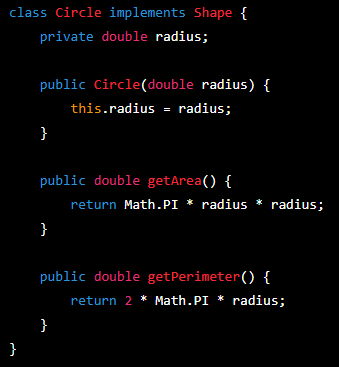 class Circle implements Shape {
    private double radius;

    public Circle(double radius) {
        this.radius = radius;
    }

    public double getArea() {
        return Math.PI * radius * radius;
    }

    public double getPerimeter() {
        return 2 * Math.PI * radius;
    }
}